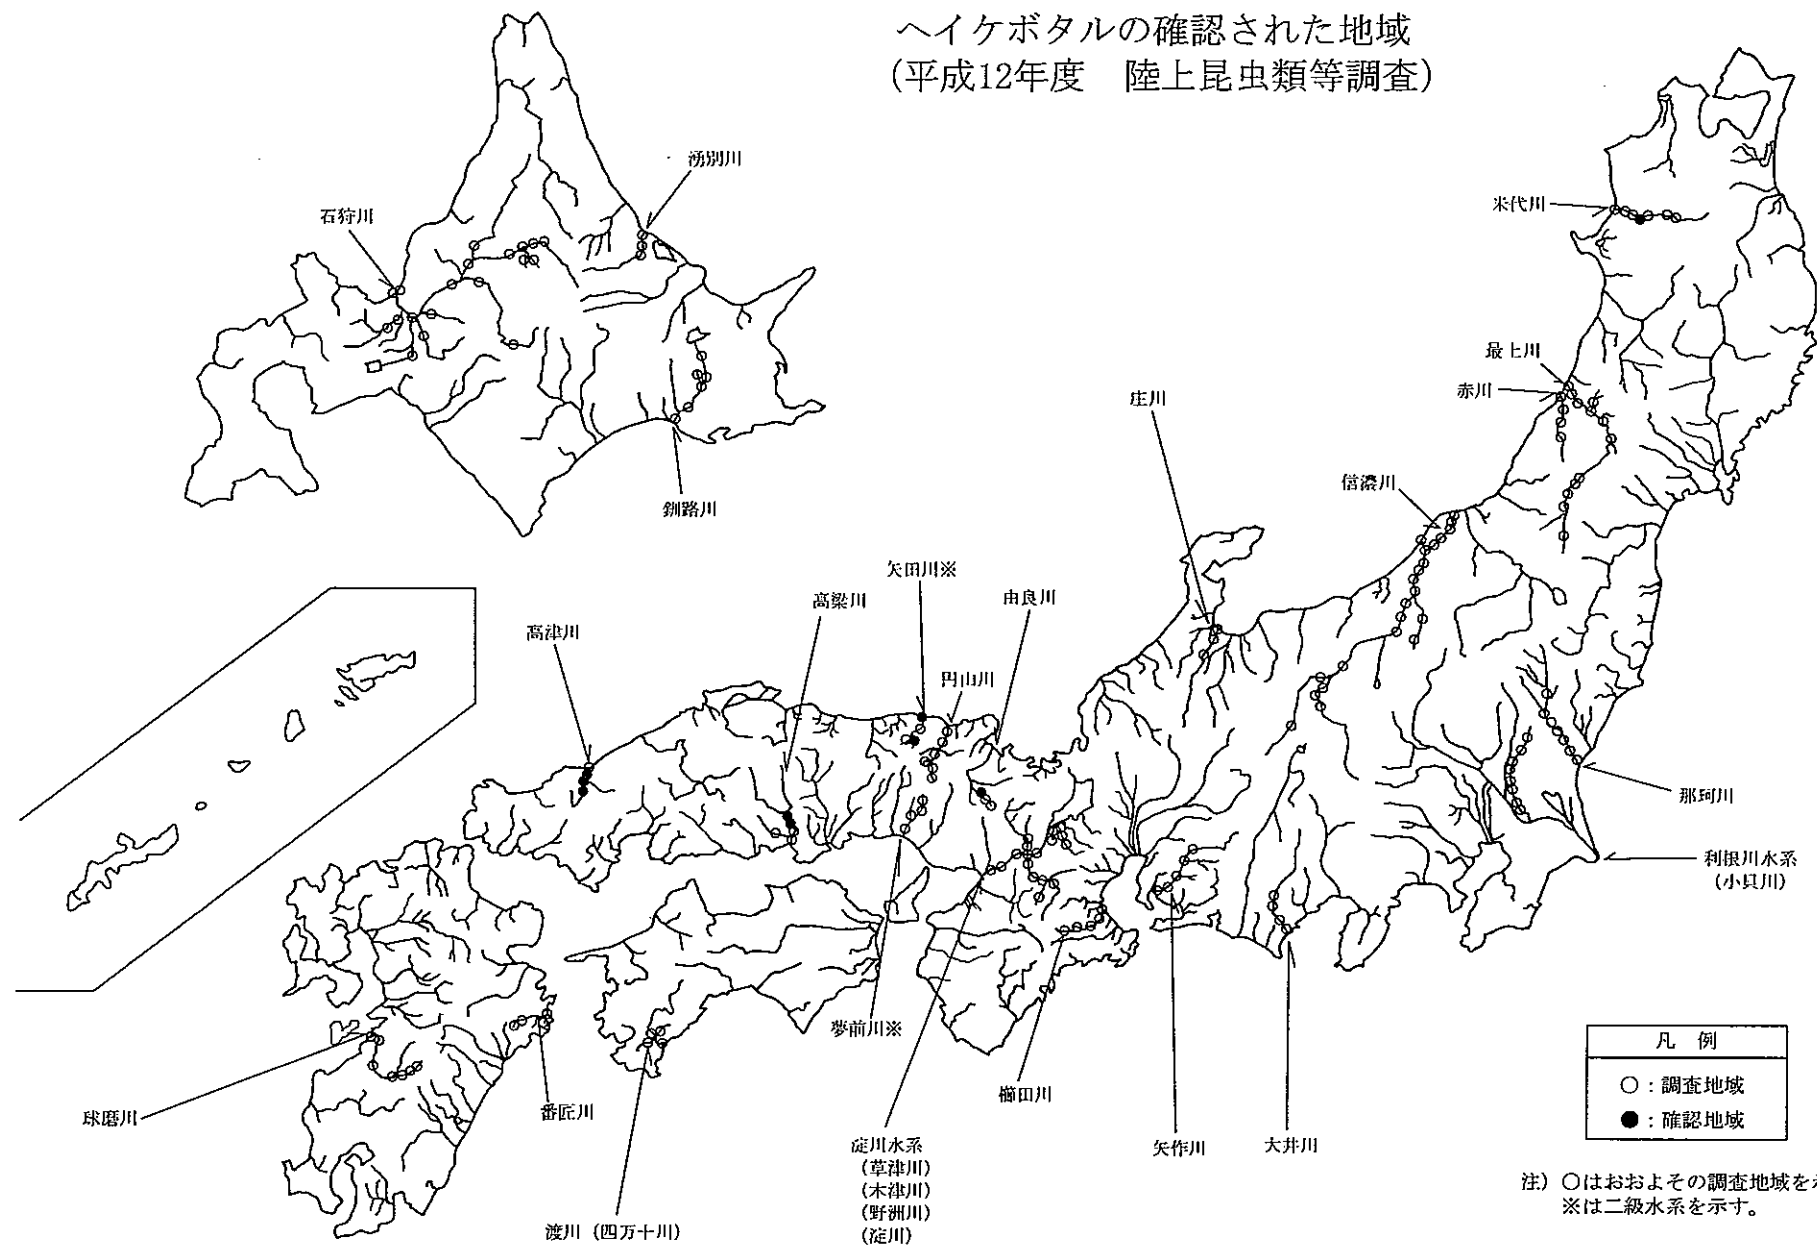 ヘイケボタルの確認された地域
(平成12年度　陸上昆虫類等調査)
湧別川
石狩川
釧路川
米代川
最上川
赤川
庄川
信濃川
矢田川※
高梁川
由良川
高津川
円山川
那珂川
利根川水系
(小貝川)
夢前川※
櫛田川
球磨川
番匠川
渡川 (四万十川)
淀川水系
(草津川)
(木津川)
(野洲川)
(淀川)
矢作川
大井川
凡 例
○：調査地域
●：確認地域
注) ○はおおよその調査地域を
※は二級水系を示す。